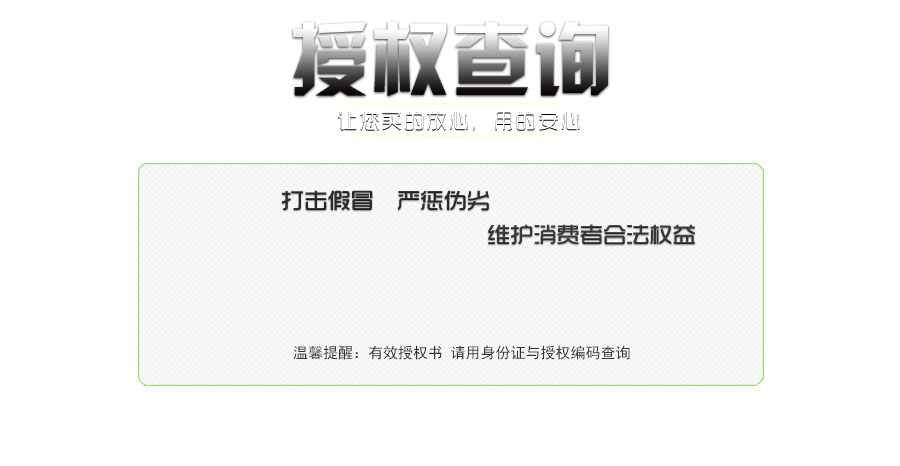 授权查询
让您买的放心，用的安心
打击假冒 严惩伪劣
维护消费者合法权益
温馨提醒：有效授权书 请用身份证与授权编码查询